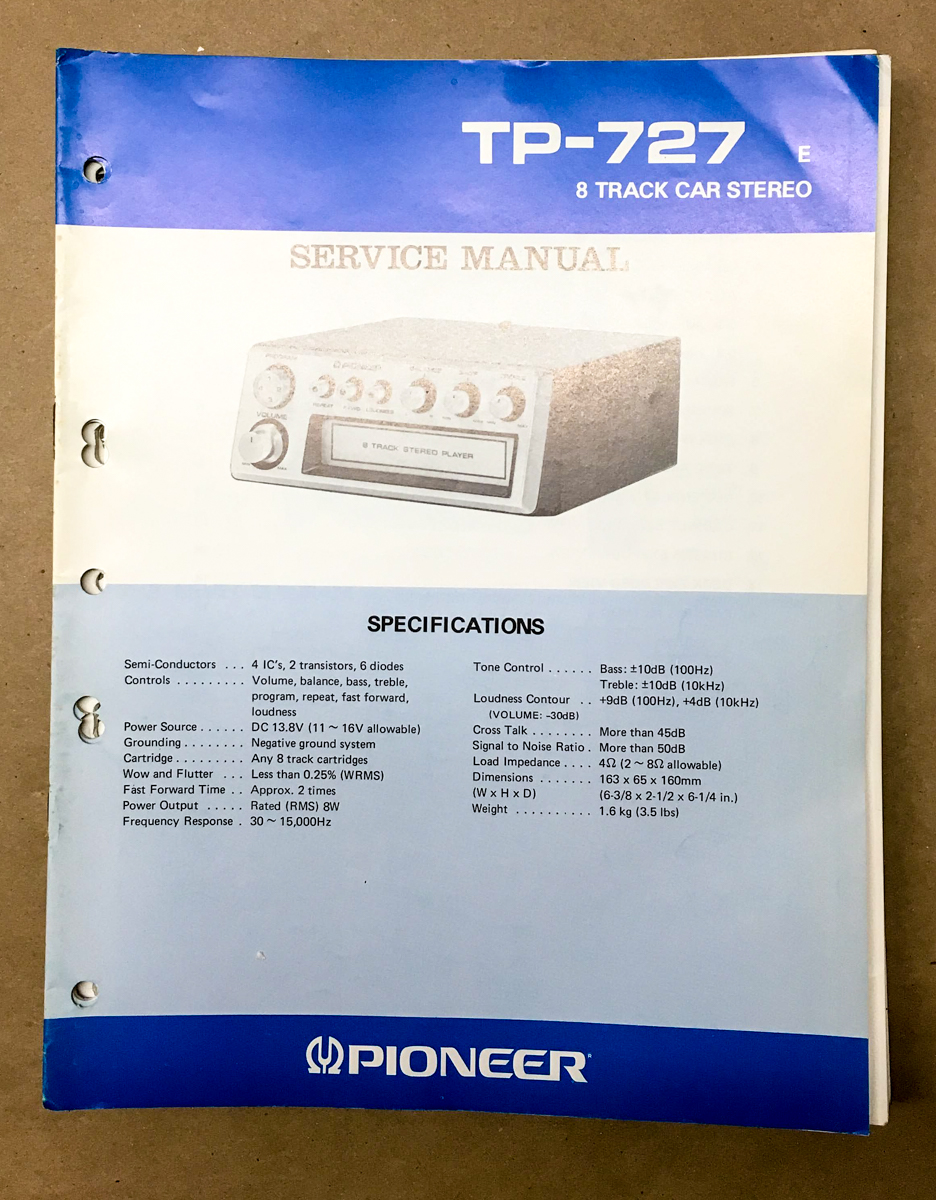 TP-727 E
8 TRACK CAR STEREO
SERVICE MANUAL
PIONEER
VOLUME
8 TRACK STEREO PLAYER
SPECIFICATIONS
Semi-Conductors . . . 4 IC's, 2 transistors, 6 diodes
Controls . . . . . . . . . Volume, balance, bass, treble,
program, repeat, fast forward,
loudness
Power Source . . . . . . DC 13.8V (11 ~ 16V allowable)
Grounding . . . . . . . . Negative ground system
Cartridge . . . . . . . . . Any 8 track cartridges
Wow and Flutter . . . Less than 0.25% (WRMS)
Fast Forward Time . . Approx. 2 times
Power Output . . . . . Rated (RMS) 8W
Frequency Response . 30 ~ 15,000Hz
Tone Control . . . . . . Bass: ±10dB (100Hz)
Treble: ±10dB (10kHz)
Loudness Contour . . +9dB (100Hz), +4dB (10kHz)
(VOLUME: -30dB)
Cross Talk . . . . . . . . More than 45dB
Signal to Noise Ratio . More than 50dB
Load Impedance . . . . 4Ω (2 ~ 8Ω allowable)
Dimensions . . . . . . . 163 x 65 x 160mm
(W x H x D) (6-3/8 x 2-1/2 x 6-1/4 in.)
Weight . . . . . . . . . . 1.6 kg (3.5 lbs)
PIONEER